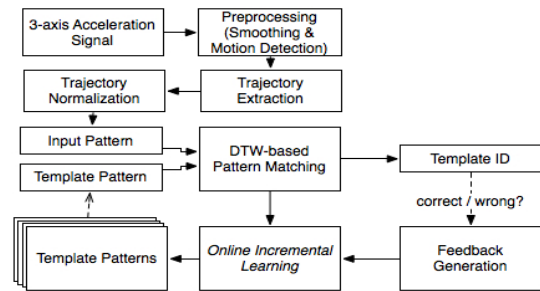 3-axis Acceleration
Signal
Preprocessing
(Smoothing &
Motion Detection)
Trajectory
Normalization
Trajectory
Extraction
Input Pattern
Template Pattern
DTW-based
Pattern Matching
Template ID
correct / wrong?
Template Patterns
Online Incremental
Learning
Feedback
Generation